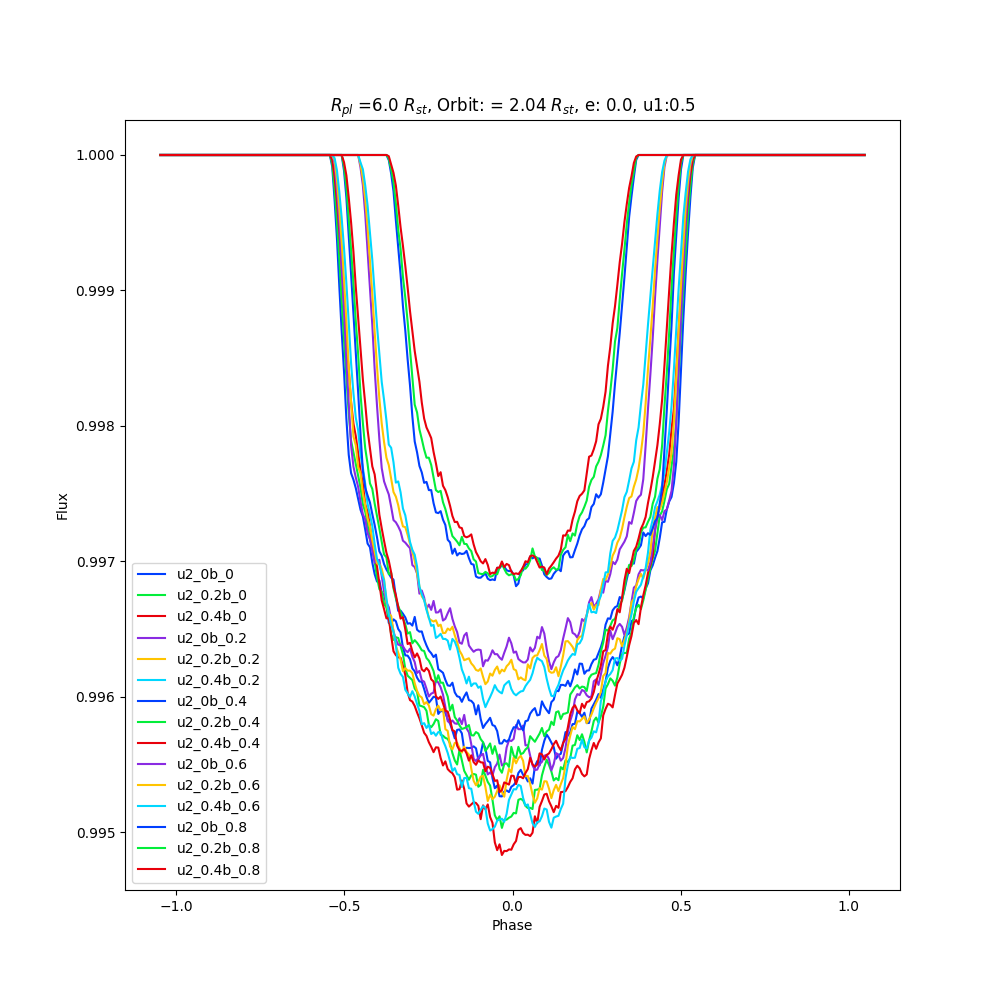 R_pl =6.0 R_st, Orbit: = 2.04 R_st, e: 0.0, u1:0.5
1.000
0.999
0.998
0.997
0.996
0.995
Flux
u2_0b_0
u2_0.2b_0
u2_0.4b_0
u2_0b_0.2
u2_0.2b_0.2
u2_0.4b_0.2
u2_0b_0.4
u2_0.2b_0.4
u2_0.4b_0.4
u2_0b_0.6
u2_0.2b_0.6
u2_0.4b_0.6
u2_0b_0.8
u2_0.2b_0.8
u2_0.4b_0.8
−1.0 −0.5 0.0 0.5 1.0
Phase